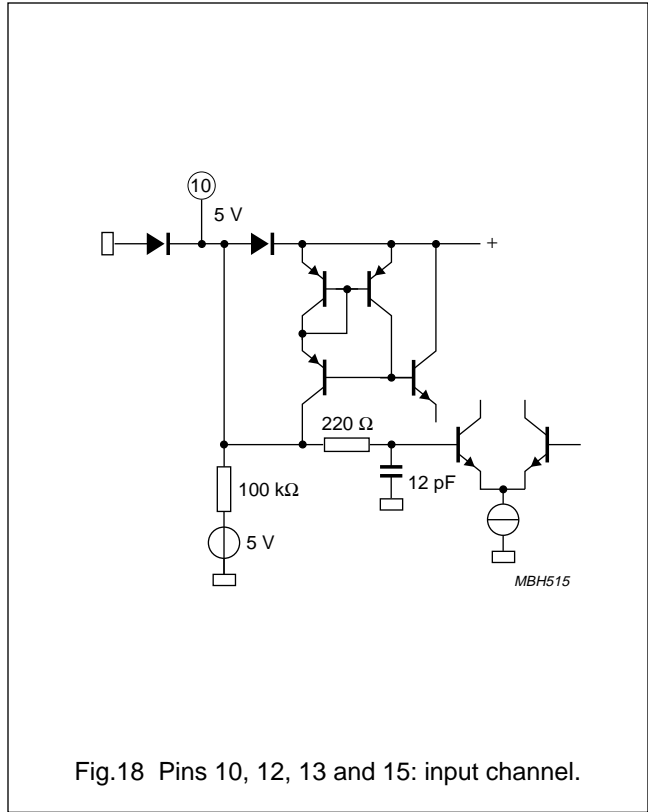 10
5 V
+
220 Ω
12 pF
100 kΩ
5 V
MBH515
Fig.18 Pins 10, 12, 13 and 15: input channel.